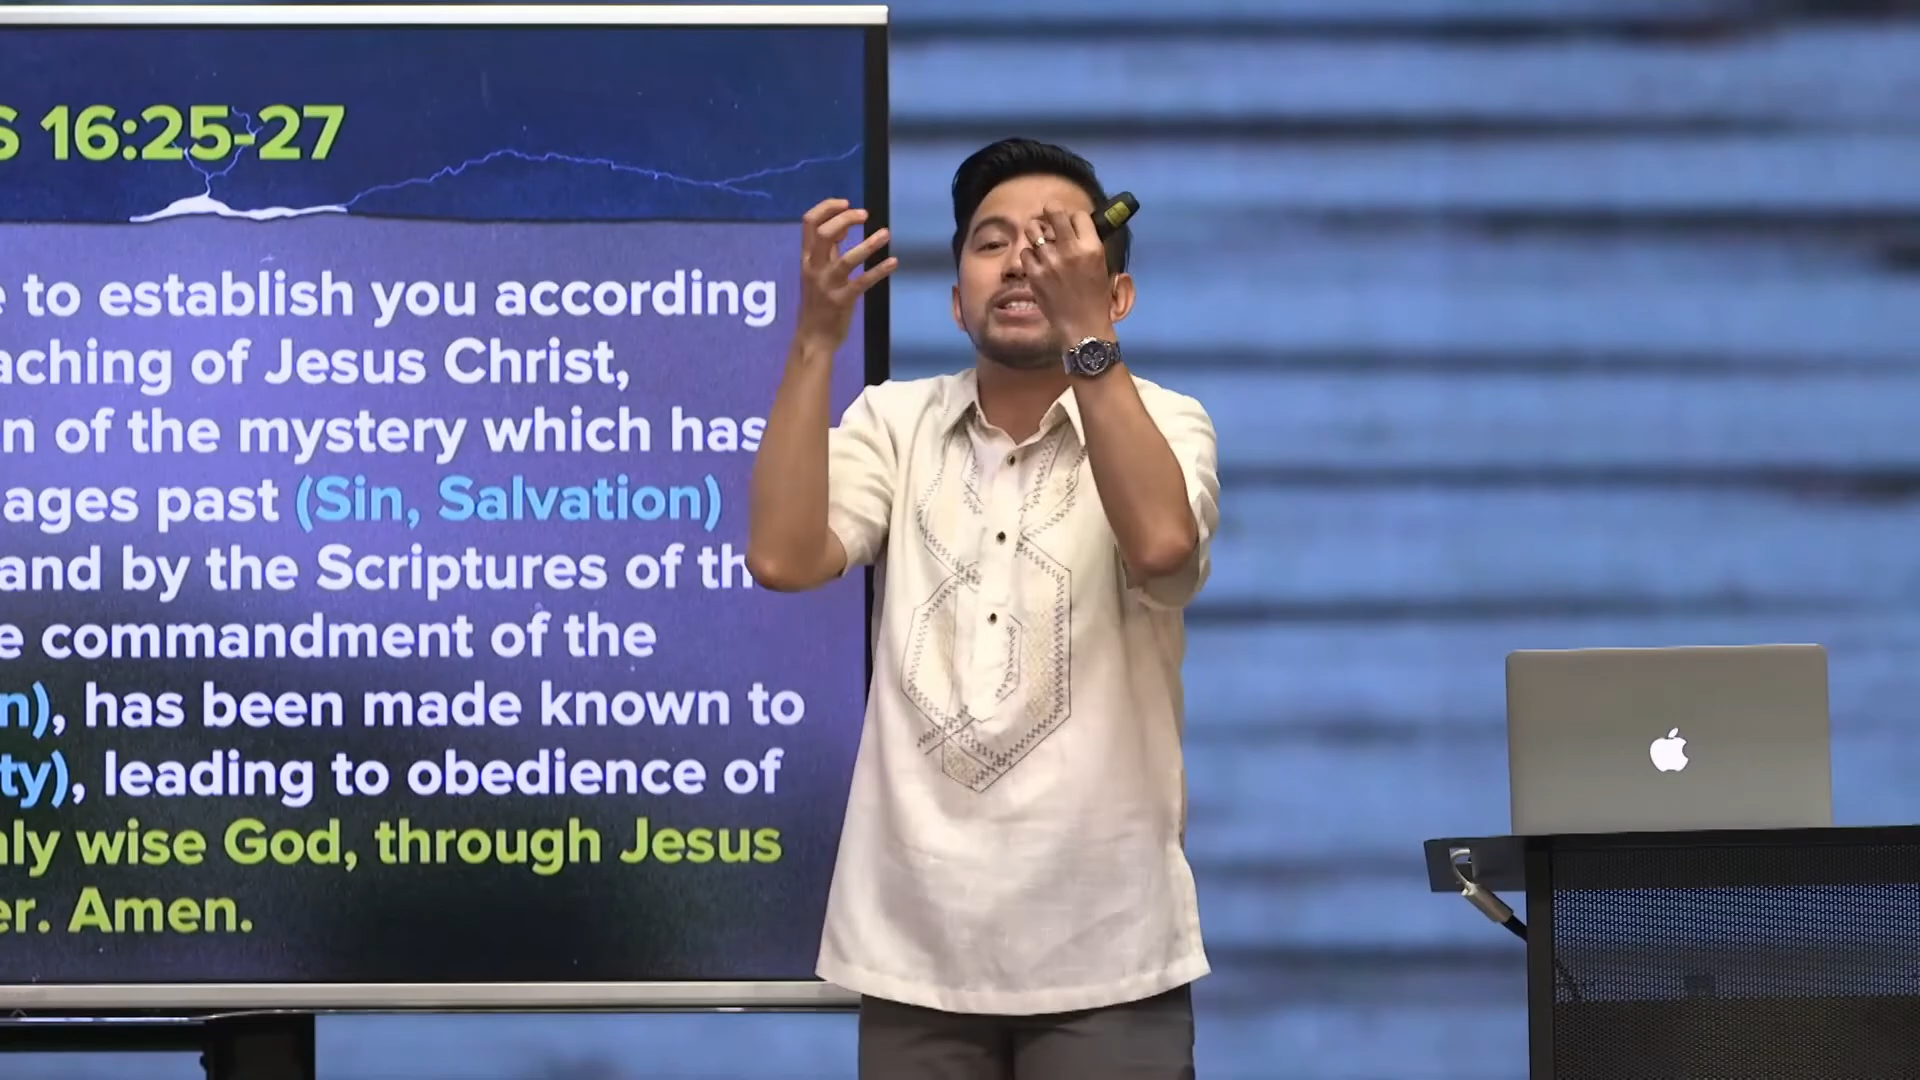 S 16:25-27
e to establish you according
aching of Jesus Christ,
n of the mystery which has
ages past (Sin, Salvation)
and by the Scriptures of th
e commandment of the
n), has been made known to
ty), leading to obedience of
nly wise God, through Jesus
er. Amen.